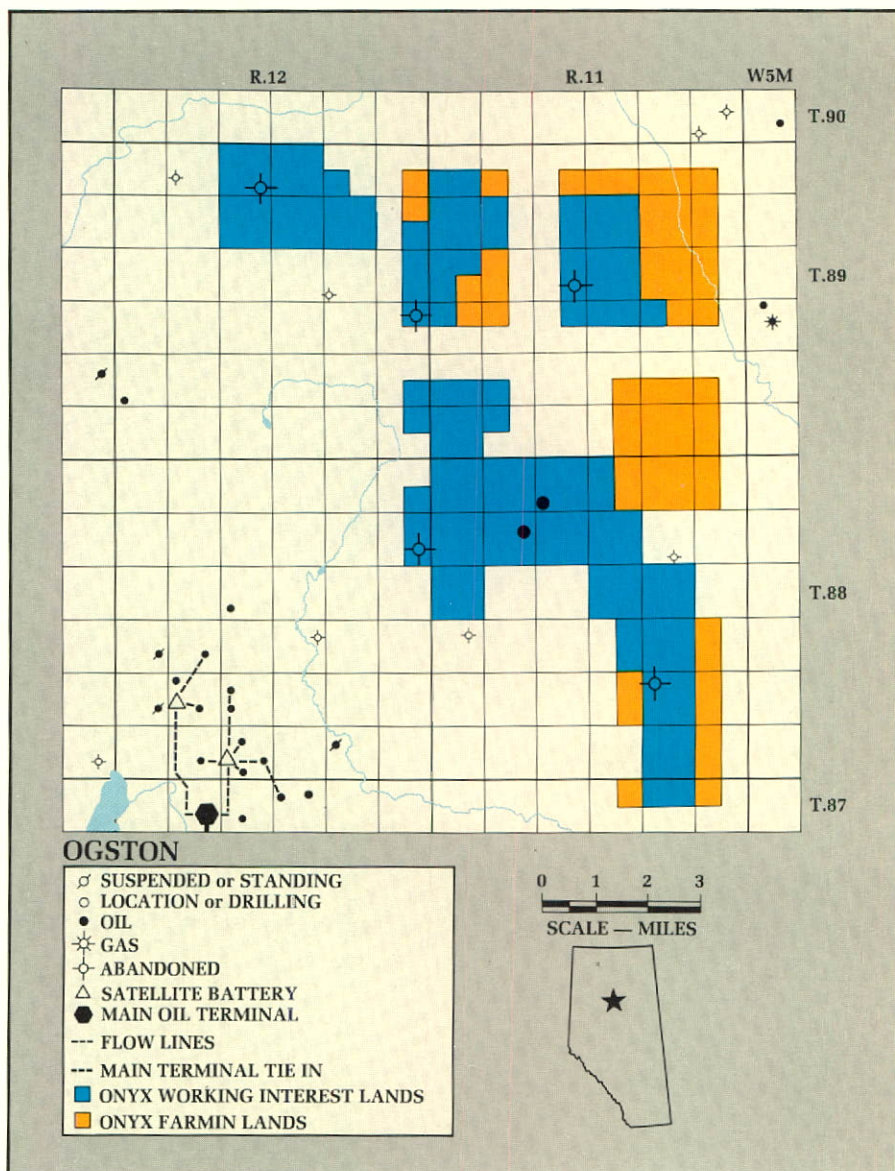 R.12 R.11 W5M
T.90
T.89
T.88
T.87
OGSTON
SUSPENDED or STANDING
LOCATION or DRILLING
OIL
GAS
ABANDONED
SATELLITE BATTERY
MAIN OIL TERMINAL
FLOW LINES
MAIN TERMINAL TIE IN
ONYX WORKING INTEREST LANDS
ONYX FARMIN LANDS
0 1 2 3
SCALE — MILES